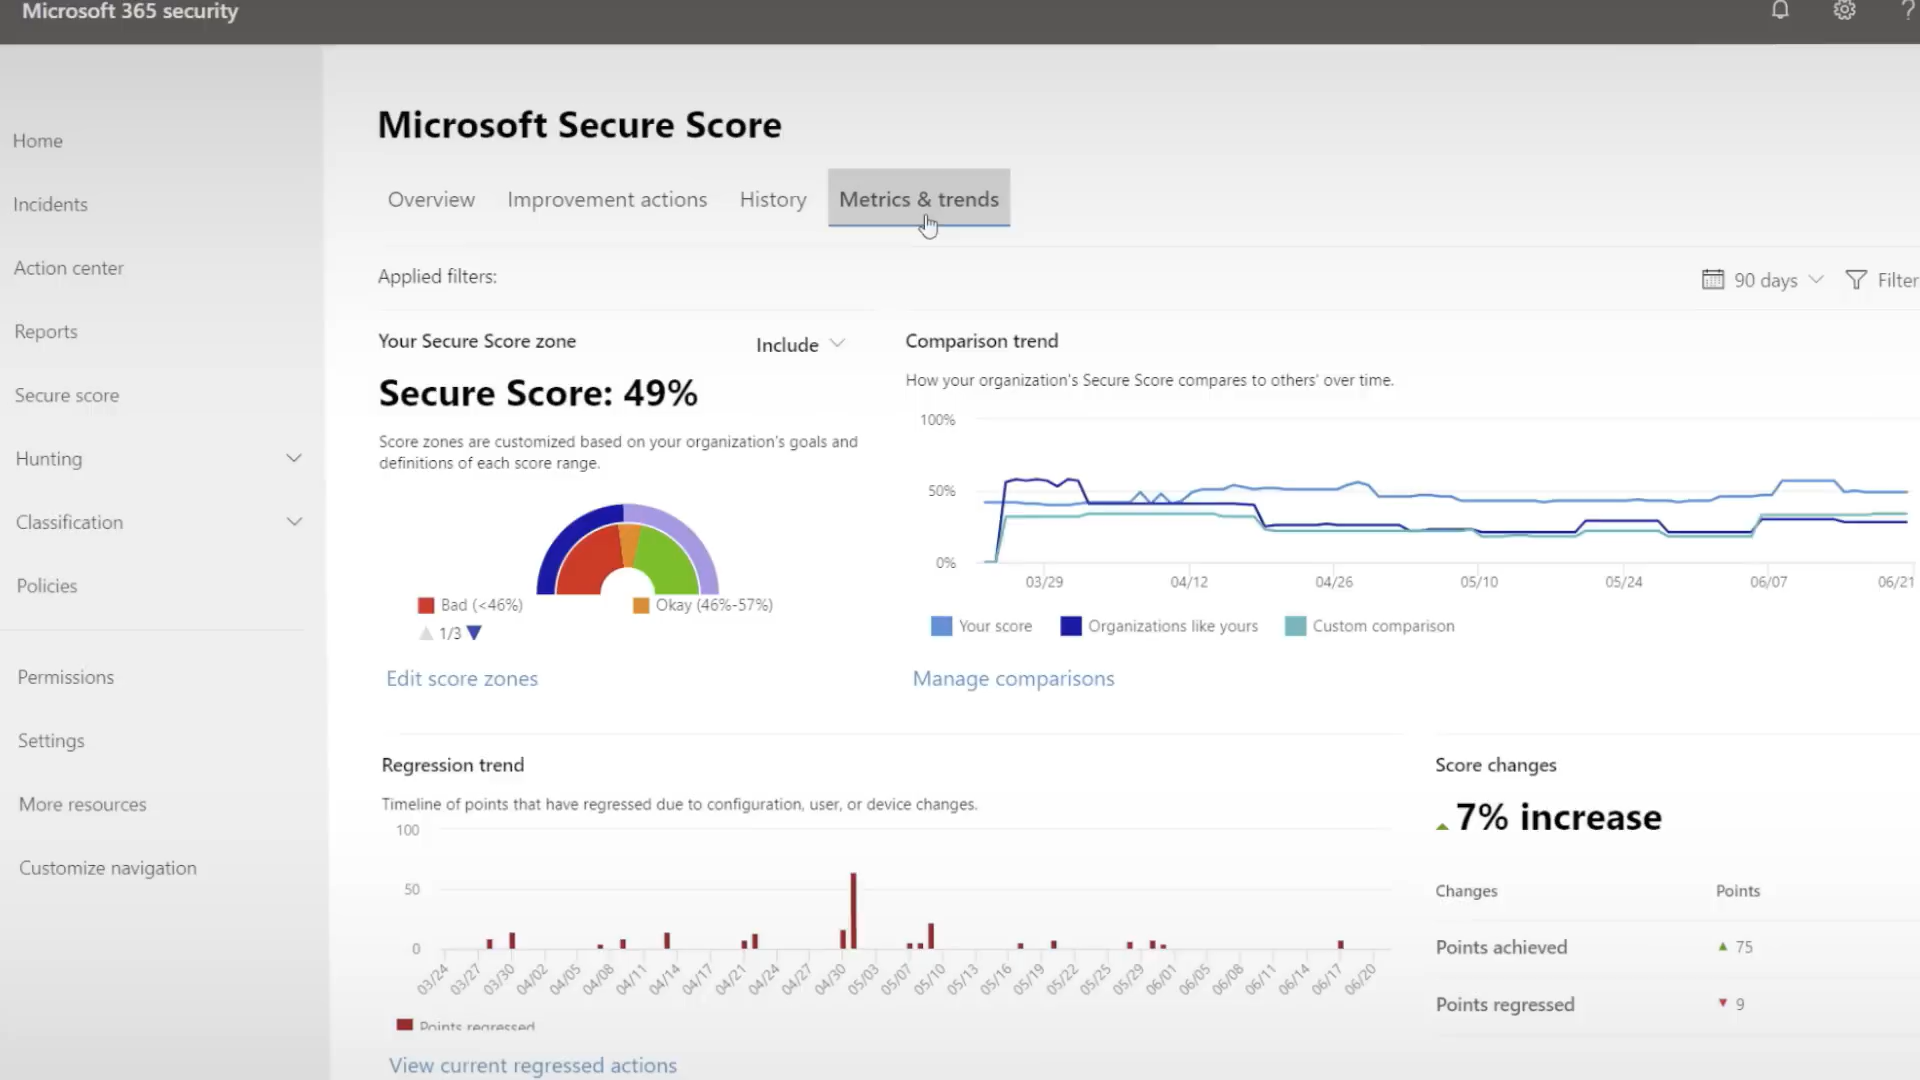 Microsoft 365 security
Home
Incidents
Action center
Reports
Secure score
Hunting
Classification
Policies
Permissions
Settings
More resources
Customize navigation
Microsoft Secure Score
Overview Improvement actions History Metrics & trends
Applied filters:
90 days Filter
Your Secure Score zone
Include
Secure Score: 49%
Score zones are customized based on your organization's goals and
definitions of each score range.
Bad (<46%) Okay (46%-57%)
1/3
Edit score zones
Comparison trend
How your organization's Secure Score compares to others' over time.
100%
50%
0%
03/29 04/12 04/26 05/10 05/24 06/07 06/21
Your score Organizations like yours Custom comparison
Manage comparisons
Regression trend
Timeline of points that have regressed due to configuration, user, or device changes.
100
50
0
03/24 03/27 03/30 04/02 04/05 04/08 04/11 04/14 04/17 04/21 04/24 04/27 04/30 05/03 05/07 05/10 05/13 05/16 05/19 05/22 05/25 05/29 06/01 06/05 06/08 06/11 06/14 06/17 06/20
Points regressed
View current regressed actions
Score changes
7% increase
Changes Points
Points achieved 75
Points regressed 9